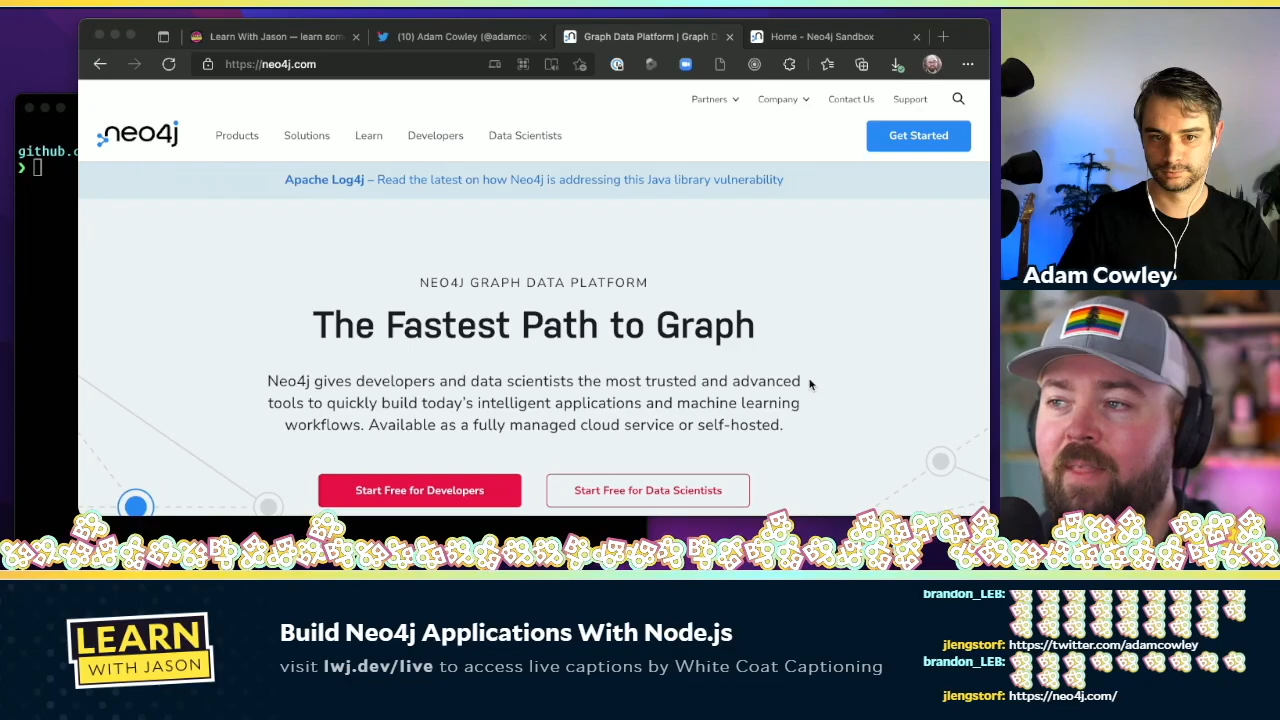 Learn With Jason — learn som
(10) Adam Cowley (@adamcow
Graph Data Platform | Graph D
Home - Neo4j Sandbox
https://neo4j.com
Partners
Company
Contact Us
Support
neo4j
Products
Solutions
Learn
Developers
Data Scientists
Get Started
github.c
❯
Apache Log4j – Read the latest on how Neo4j is addressing this Java library vulnerability
NEO4J GRAPH DATA PLATFORM
The Fastest Path to Graph
Neo4j gives developers and data scientists the most trusted and advanced
tools to quickly build today's intelligent applications and machine learning
workflows. Available as a fully managed cloud service or self-hosted.
Start Free for Developers
Start Free for Data Scientists
Adam Cowley
LEARN
WITH JASON
Build Neo4j Applications With Node.js
visit lwj.dev/live to access live captions by White Coat Captioning
brandon_LEB:
jlengstorf: https://twitter.com/adamcowley
brandon_LEB:
jlengstorf: https://neo4j.com/